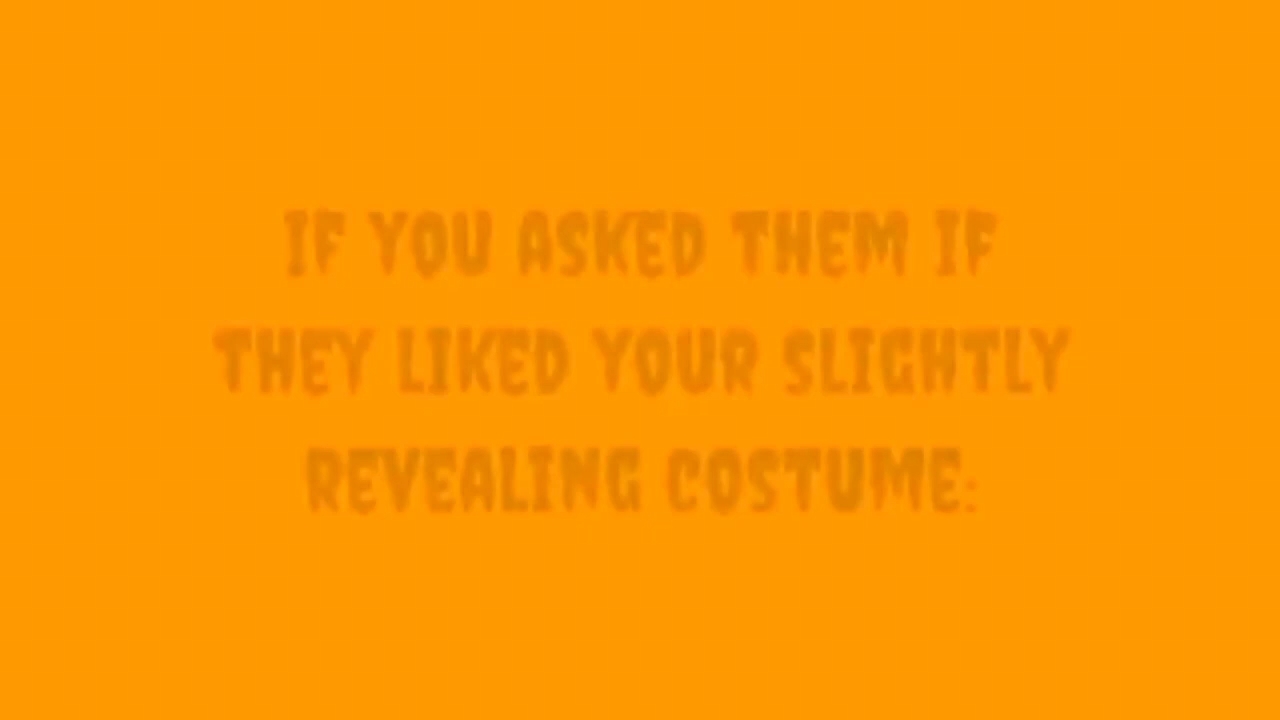 IF YOU ASKED THEM IF
THEY LIKED YOUR SLIGHTLY
REVEALING COSTUME: